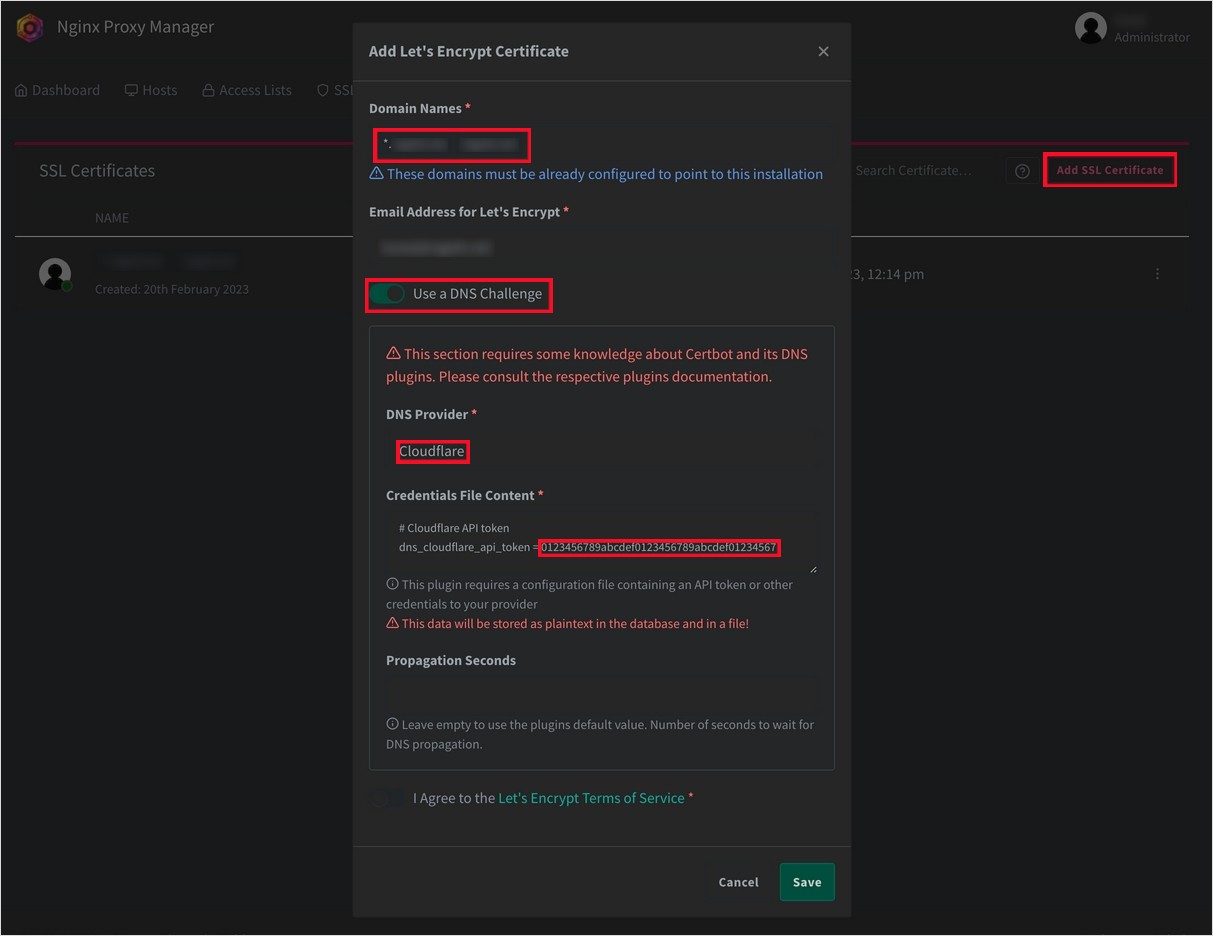 Nginx Proxy Manager
Administrator
Dashboard
Hosts
Access Lists
SSL
SSL Certificates
Search Certificate...
Add SSL Certificate
NAME
Created: 20th February 2023
3, 12:14 pm
Add Let's Encrypt Certificate
Domain Names *
*.
These domains must be already configured to point to this installation
Email Address for Let's Encrypt *
Use a DNS Challenge
This section requires some knowledge about Certbot and its DNS
plugins. Please consult the respective plugins documentation.
DNS Provider *
Cloudflare
Credentials File Content *
# Cloudflare API token
dns_cloudflare_api_token =0123456789abcdef0123456789abcdef01234567
This plugin requires a configuration file containing an API token or other
credentials to your provider
This data will be stored as plaintext in the database and in a file!
Propagation Seconds
Leave empty to use the plugins default value. Number of seconds to wait for
DNS propagation.
I Agree to the Let's Encrypt Terms of Service *
Cancel
Save